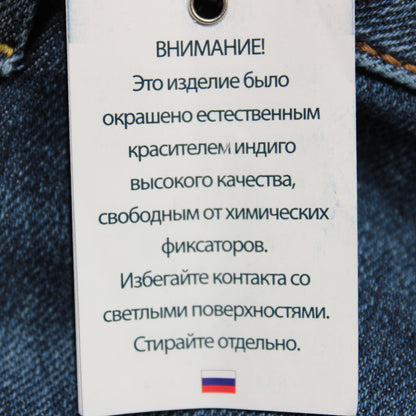 ВНИМАНИЕ!
Это изделие было
окрашено естественным
красителем индиго
высокого качества,
свободным от химических
фиксаторов.
Избегайте контакта со
светлыми поверхностями.
Стирайте отдельно.